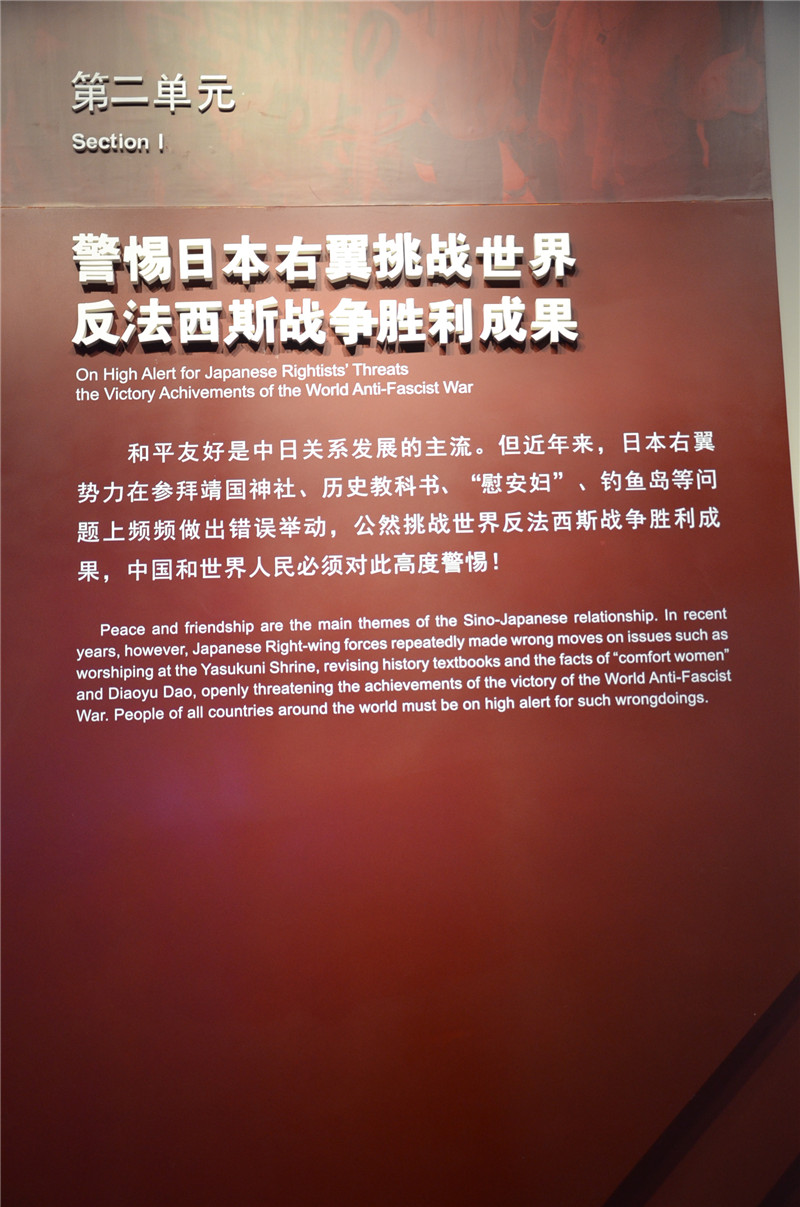 第二单元
Section I
警惕日本右翼挑战世界
反法西斯战争胜利成果
On High Alert for Japanese Rightists' Threats
the Victory Achivements of the World Anti-Fascist War
和平友好是中日关系发展的主流。但近年来，日本右翼
势力在参拜靖国神社、历史教科书、“慰安妇”、钓鱼岛等问
题上频频做出错误举动，公然挑战世界反法西斯战争胜利成
果，中国和世界人民必须对此高度警惕！
Peace and friendship are the main themes of the Sino-Japanese relationship. In recent
years, however, Japanese Right-wing forces repeatedly made wrong moves on issues such as
worshiping at the Yasukuni Shrine, revising history textbooks and the facts of “comfort women”
and Diaoyu Dao, openly threatening the achievements of the victory of the World Anti-Fascist
War. People of all countries around the world must be on high alert for such wrongdoings.